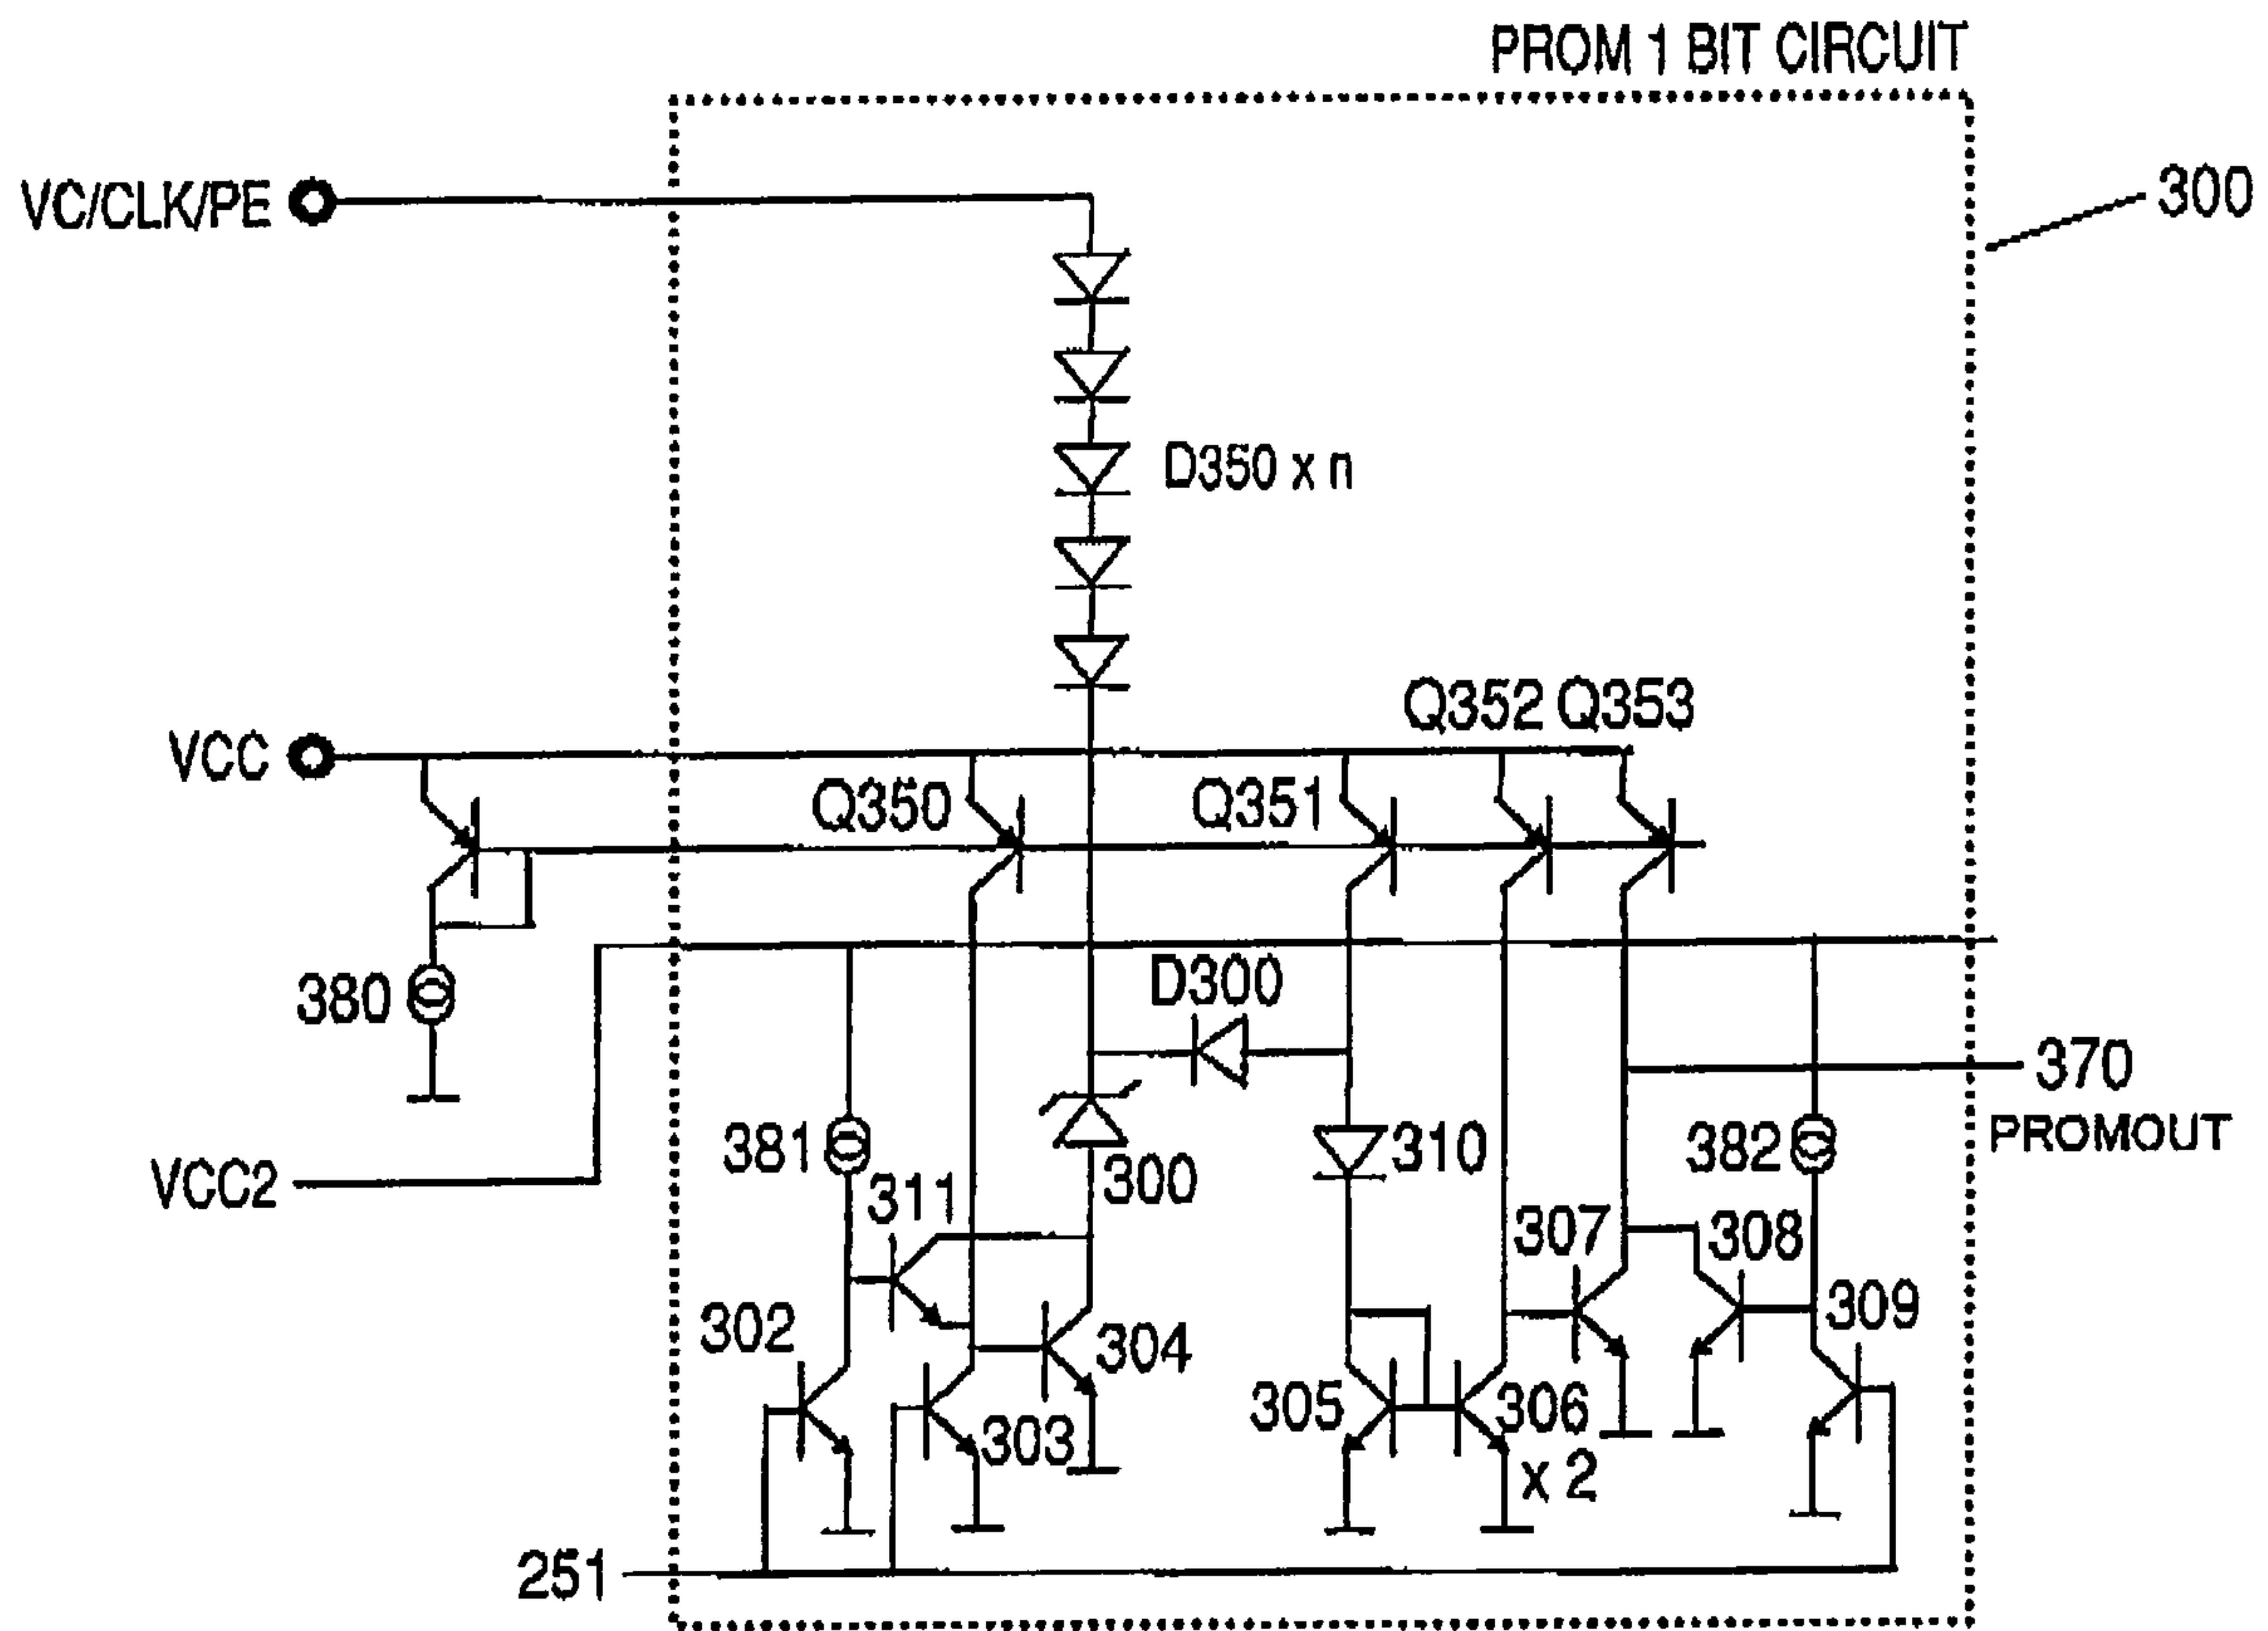 PROM 1 BIT CIRCUIT
VC/CLK/PE
300
D350 x n
Q352 Q353
VCC
Q350
Q351
D300
380
370
PROMOUT
381
310
382
VCC2
311
300
307
308
302
304
309
305
306
303
x 2
251